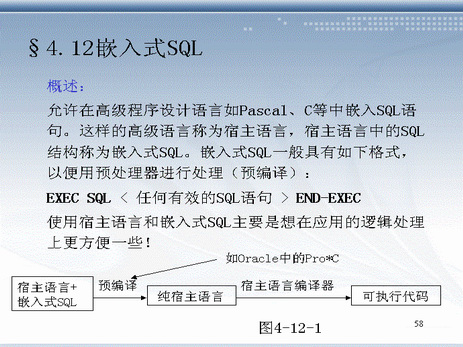 §4.12嵌入式SQL
概述：
允许在高级程序设计语言如Pascal、C等中嵌入SQL语
句。这样的高级语言称为宿主语言，宿主语言中的SQL
结构称为嵌入式SQL。嵌入式SQL一般具有如下格式，
以便用预处理器进行处理（预编译）：
EXEC SQL < 任何有效的SQL语句 > END-EXEC
使用宿主语言和嵌入式SQL主要是想在应用的逻辑处理
上更方便一些！
如Oracle中的Pro*C
宿主语言+
嵌入式SQL
预编译
纯宿主语言
宿主语言编译器
可执行代码
图4-12-1
58